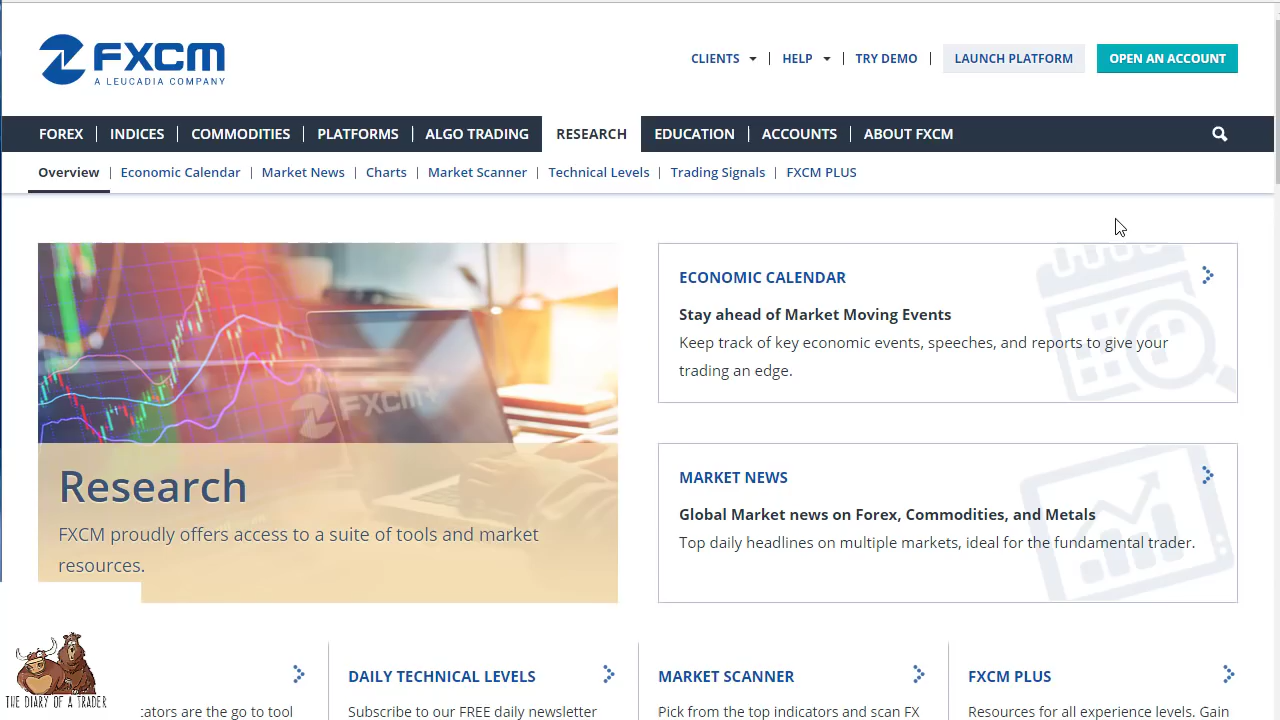 FXCM
A LEUCADIA COMPANY
CLIENTS
HELP
TRY DEMO
LAUNCH PLATFORM
OPEN AN ACCOUNT
FOREX
INDICES
COMMODITIES
PLATFORMS
ALGO TRADING
RESEARCH
EDUCATION
ACCOUNTS
ABOUT FXCM
Overview
Economic Calendar
Market News
Charts
Market Scanner
Technical Levels
Trading Signals
FXCM PLUS
FXCM
Research
FXCM proudly offers access to a suite of tools and market
resources.
ECONOMIC CALENDAR
Stay ahead of Market Moving Events
Keep track of key economic events, speeches, and reports to give your
trading an edge.
MARKET NEWS
Global Market news on Forex, Commodities, and Metals
Top daily headlines on multiple markets, ideal for the fundamental trader.
THE DIARY OF A TRADER
are the go to tool
DAILY TECHNICAL LEVELS
Subscribe to our FREE daily newsletter
MARKET SCANNER
Pick from the top indicators and scan FX
FXCM PLUS
Resources for all experience levels. Gain